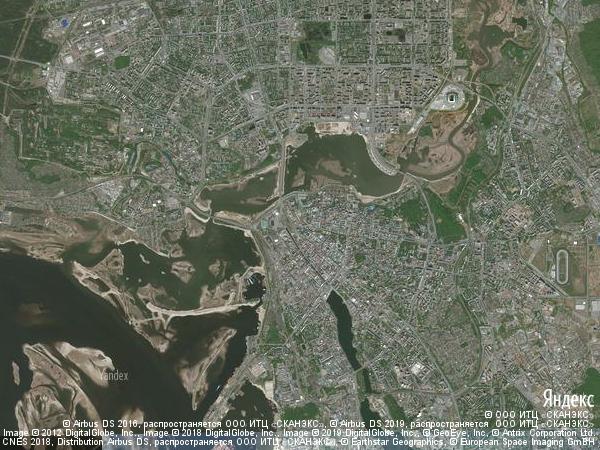 Yandex
Яндекс
© ООО ИТЦ «СКАНЭКС»
© Airbus DS 2016, распространяется ООО ИТЦ «СКАНЭКС», © Airbus DS 2019, распространяется ООО ИТЦ «СКАНЭКС»,
Image © 2012 DigitalGlobe, Inc., Image © 2018 DigitalGlobe, Inc., Image © 2019 DigitalGlobe, Inc., © GeoEye, Inc, © Antrix Corporation Ltd,
CNES 2018, Distribution Airbus DS, распространяется ООО ИТЦ «СКАНЭКС», © Earthstar Geographics, © European Space Imaging GmBH